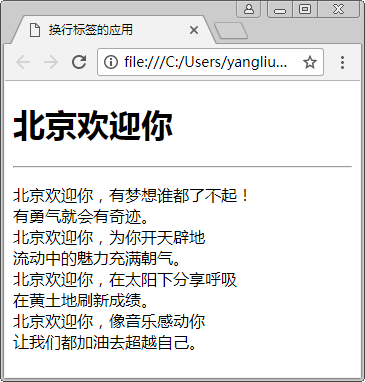 换行标签的应用
file:///C:/Users/yangliu...
北京欢迎你
北京欢迎你，有梦想谁都了不起！
有勇气就会有奇迹。
北京欢迎你，为你开天辟地
流动中的魅力充满朝气。
北京欢迎你，在太阳下分享呼吸
在黄土地刷新成绩。
北京欢迎你，像音乐感动你
让我们都加油去超越自己。